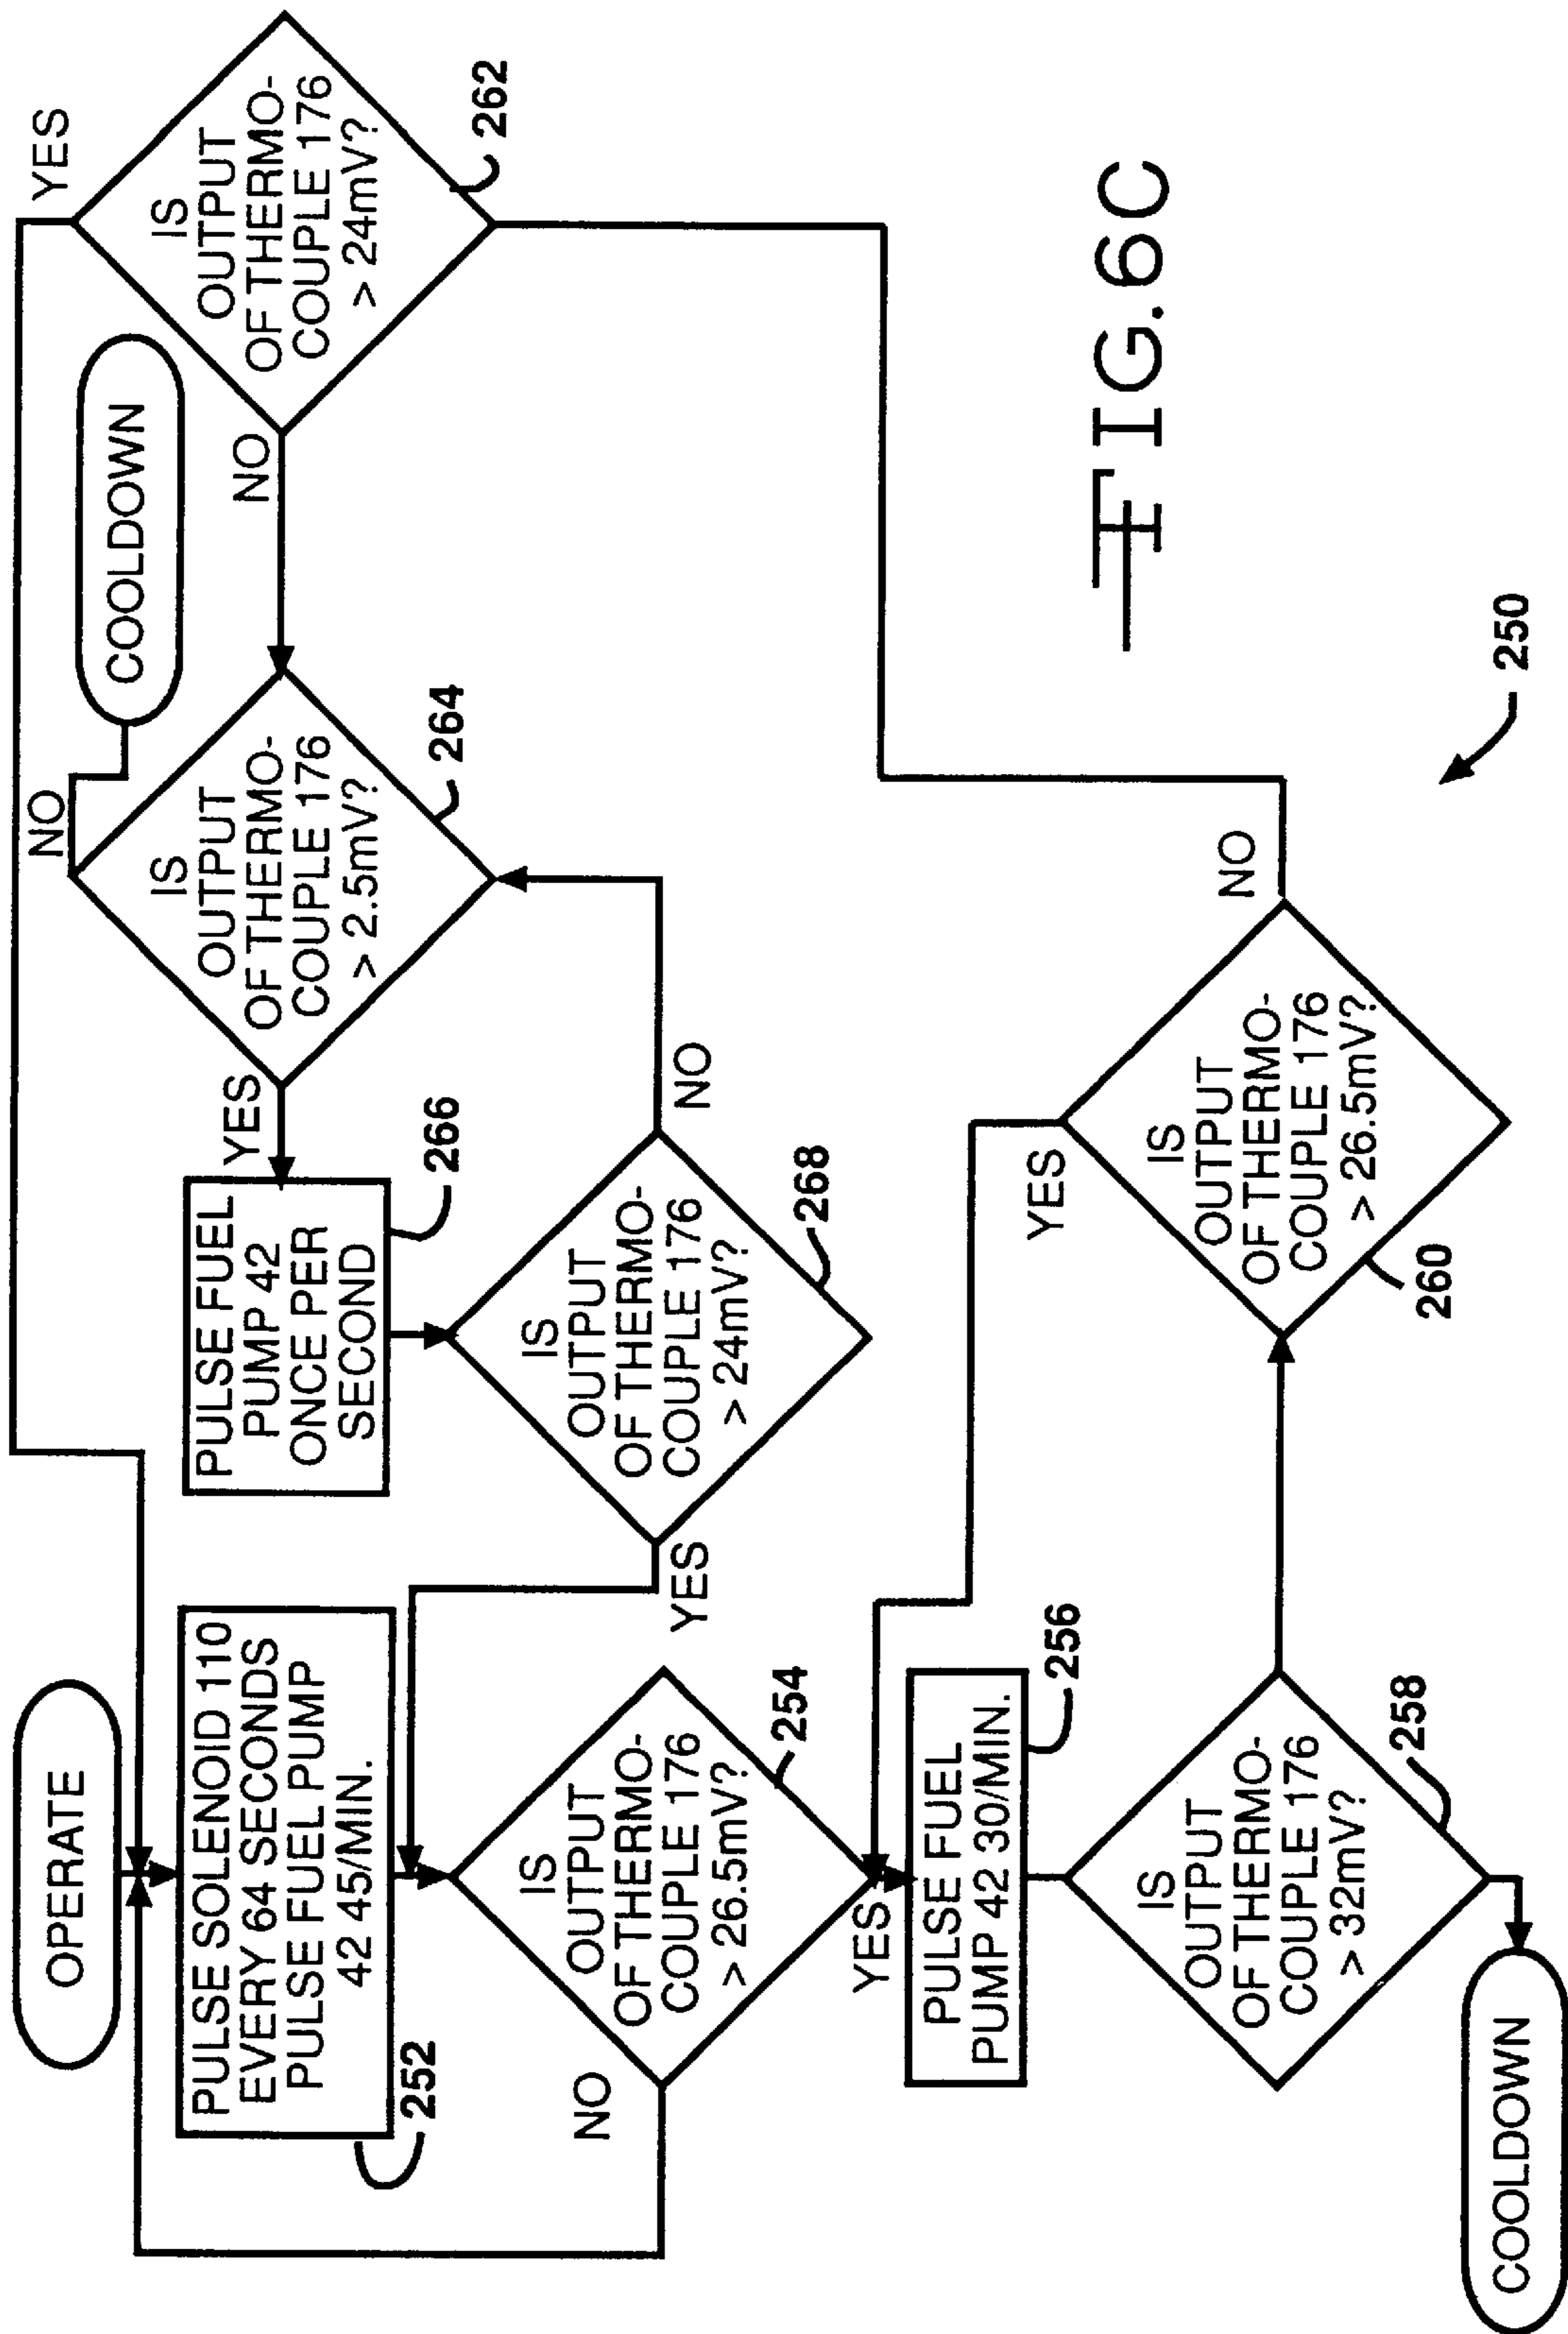 OPERATE
PULSE SOLENOID 110
EVERY 64 SECONDS
PULSE FUEL PUMP
42 45/MIN.
252
IS
OUTPUT
OF THERMO-
COUPLE 176
> 26.5mV?
254
NO
YES
PULSE FUEL
PUMP 42 30/MIN.
256
IS
OUTPUT
OF THERMO-
COUPLE 176
> 32mV?
258
COOLDOWN
IS
OUTPUT
OF THERMO-
COUPLE 176
> 26.5mV?
260
YES
NO
PULSE FUEL
PUMP 42
ONCE PER
SECOND
266
IS
OUTPUT
OF THERMO-
COUPLE 176
> 24mV?
268
YES
NO
IS
OUTPUT
OF THERMO-
COUPLE 176
> 2.5mV?
264
YES
NO
COOLDOWN
IS
OUTPUT
OF THERMO-
COUPLE 176
> 24mV?
262
YES
NO
250
FIG.6C